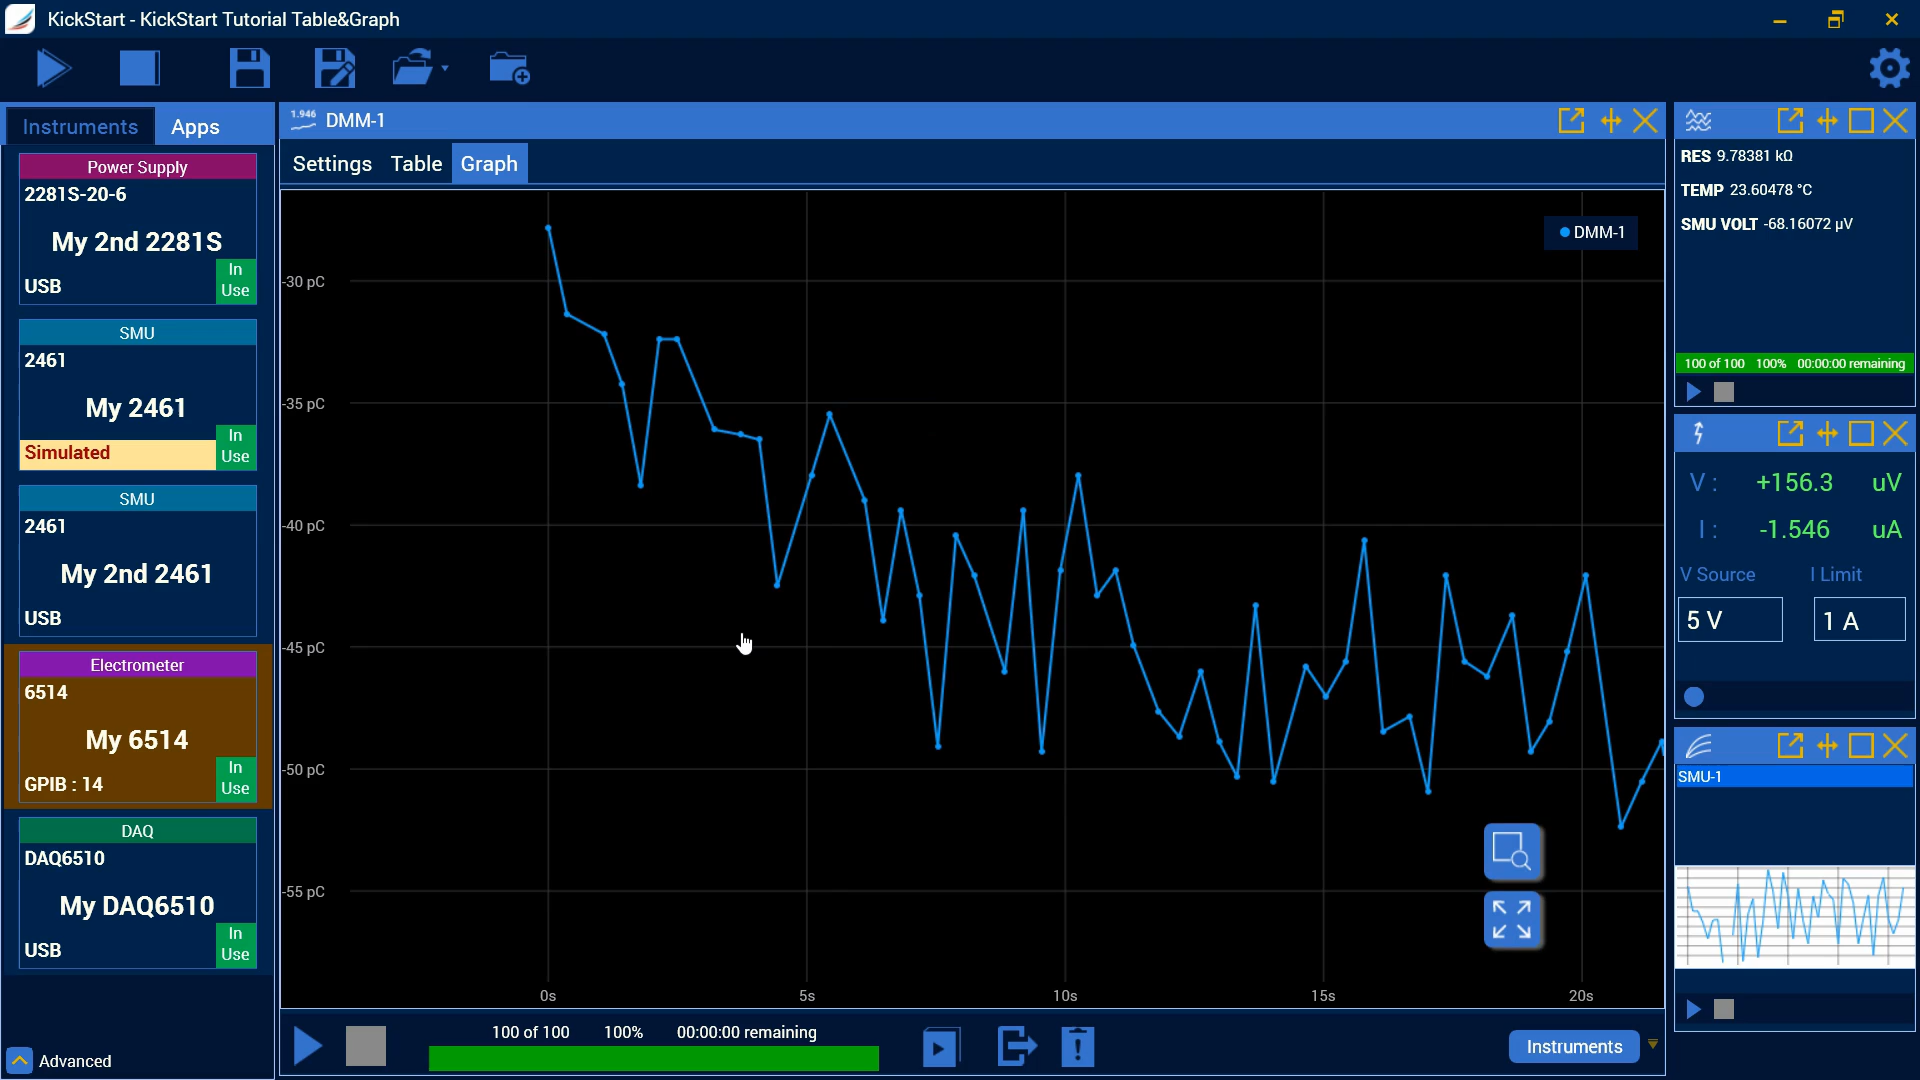 KickStart - KickStart Tutorial Table&Graph
Instruments Apps
Power Supply
2281S-20-6
My 2nd 2281S
USB
In
Use
SMU
2461
My 2461
Simulated
In
Use
SMU
2461
My 2nd 2461
USB
Electrometer
6514
My 6514
GPIB : 14
In
Use
DAQ
DAQ6510
My DAQ6510
USB
In
Use
Advanced
1.946 DMM-1
Settings Table Graph
DMM-1
-30 pC
-35 pC
-40 pC
-45 pC
-50 pC
-55 pC
0s 5s 10s 15s 20s
100 of 100 100% 00:00:00 remaining
Instruments
RES 9.78381 kΩ
TEMP 23.60478 °C
SMU VOLT -68.16072 µV
100 of 100 100% 00:00:00 remaining
V : +156.3 uV
I : -1.546 uA
V Source I Limit
5 V 1 A
SMU-1